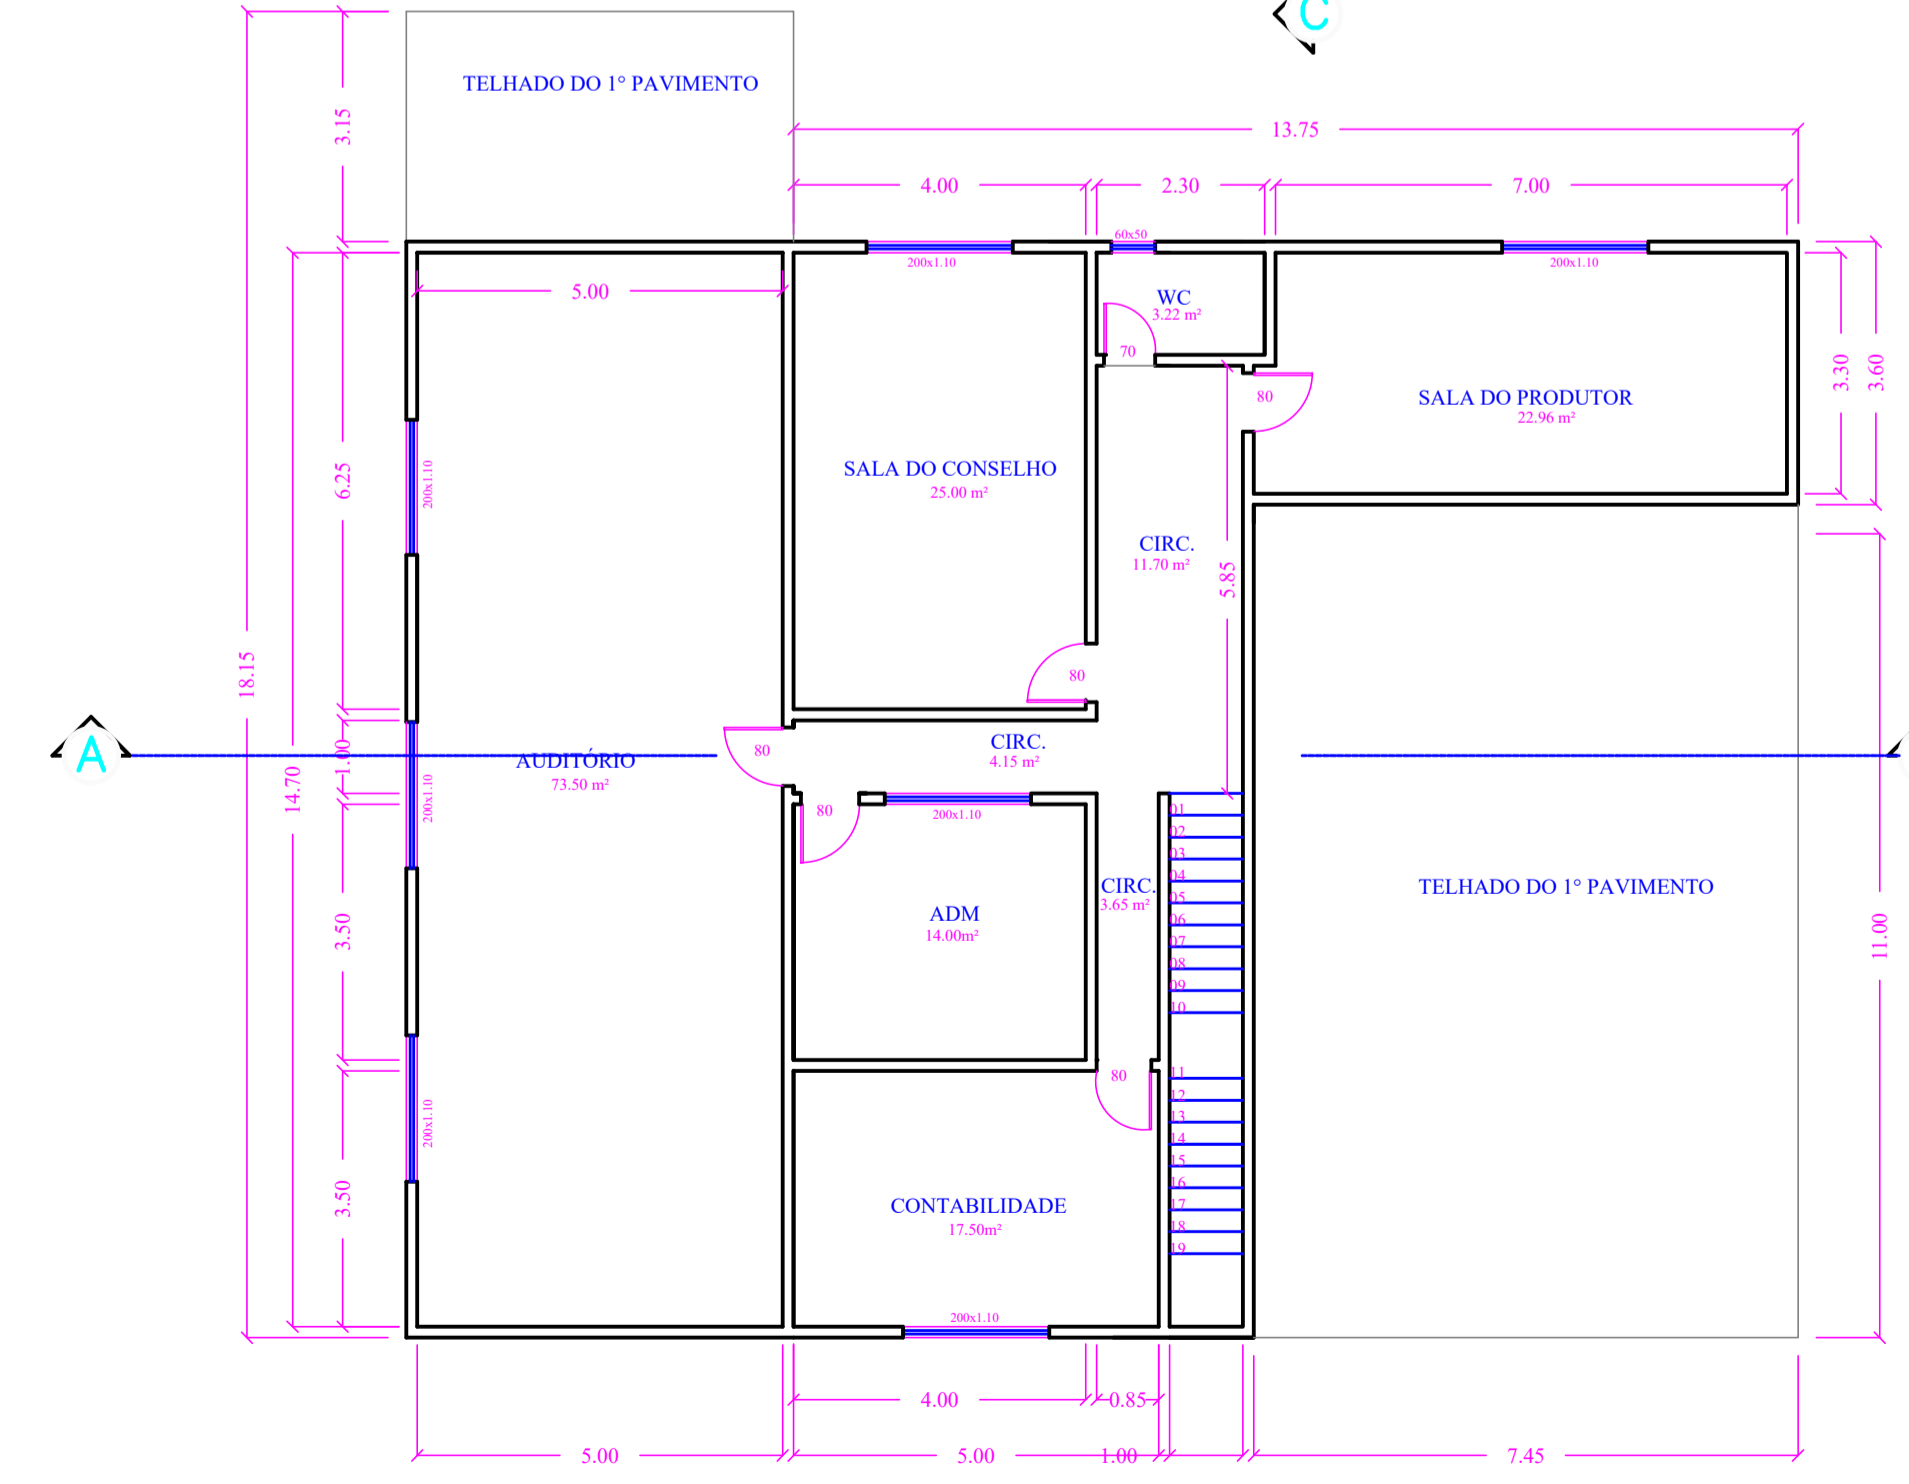 C
TELHADO DO 1° PAVIMENTO
3.15
13.75
4.00
2.30
7.00
60x50
200x1.10
200x1.10
5.00
WC
3.22 m²
70
80
SALA DO PRODUTOR
22.96 m²
3.30
3.60
SALA DO CONSELHO
25.00 m²
200x1.10
6.25
CIRC.
11.70 m²
5.85
80
18.15
14.70
A
1.00
AUDITÓRIO
73.50 m²
80
CIRC.
4.15 m²
200x1.10
80
200x1.10
01
02
03
04
05
06
07
08
09
10
CIRC.
3.65 m²
TELHADO DO 1° PAVIMENTO
ADM
14.00m²
3.50
11.00
80
11
12
13
14
15
16
17
18
19
200x1.10
3.50
CONTABILIDADE
17.50m²
200x1.10
4.00
0.85
5.00
5.00
1.00
7.45